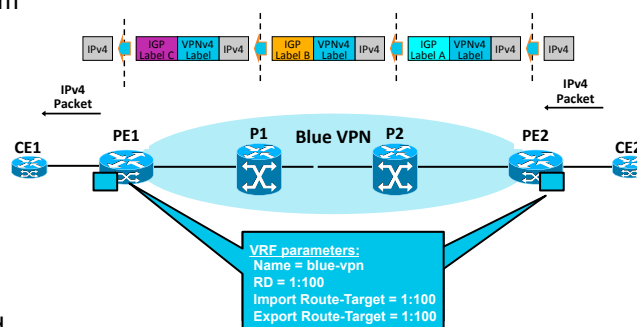 m
IPv4
IGP Label C
VPNv4 Label
IPv4
IGP Label B
VPNv4 Label
IPv4
IGP Label A
VPNv4 Label
IPv4
IPv4
IPv4
Packet
IPv4
Packet
CE1
PE1
P1
Blue VPN
P2
PE2
CE2
VRF parameters:
Name = blue-vpn
RD = 1:100
Import Route-Target = 1:100
Export Route-Target = 1:100